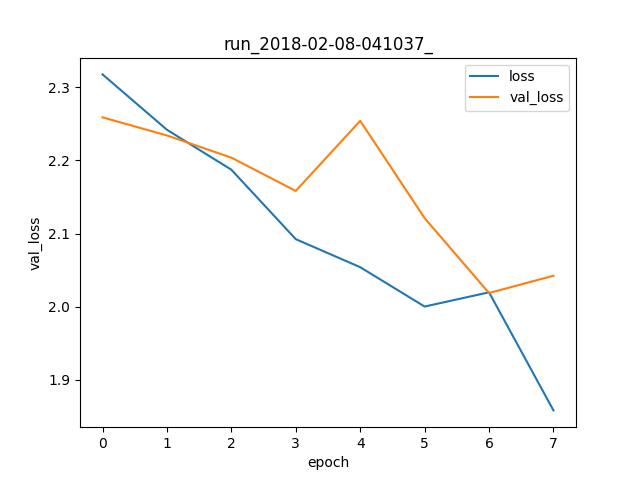 run_2018-02-08-041037_
loss
val_loss
2.3
2.2
2.1
2.0
1.9
val_loss
0 1 2 3 4 5 6 7
epoch